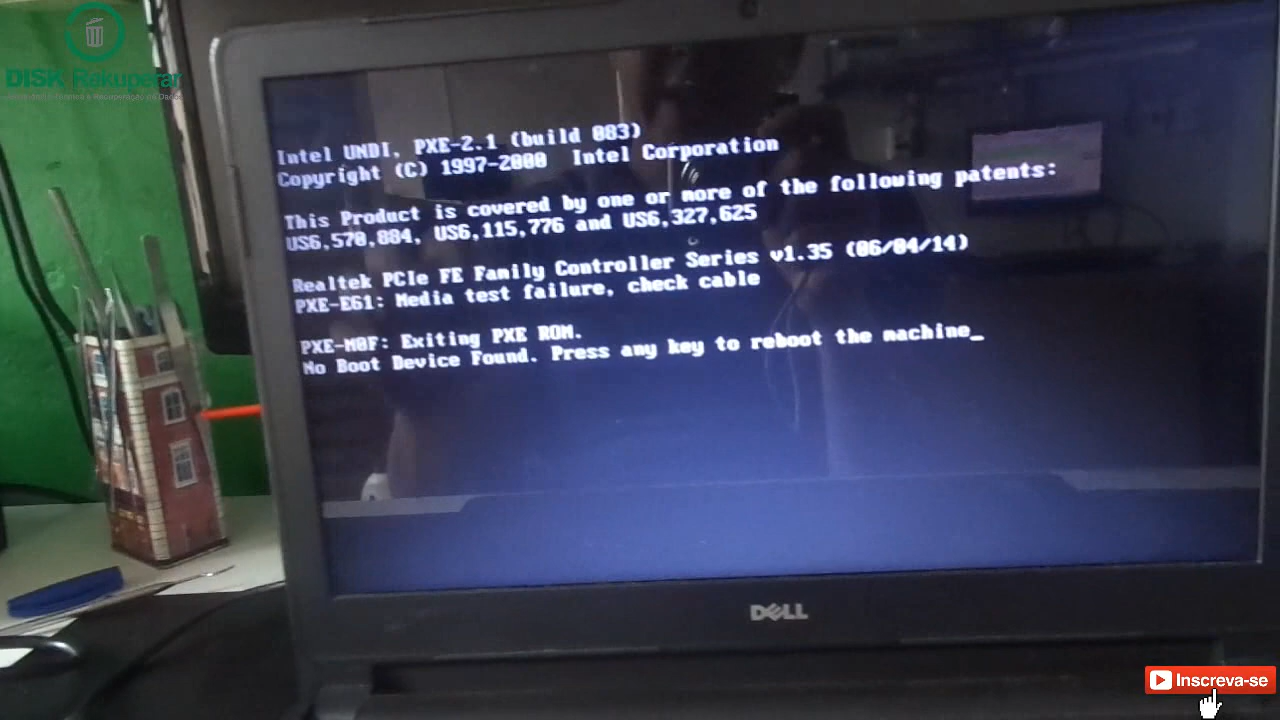 DISK Rekuperar
Intel UNDI, PXE-2.1 (build 083)
Copyright (C) 1997-2000 Intel Corporation
This Product is covered by one or more of the following patents:
US6,570,884, US6,115,776 and US6,327,625
Realtek PCIe FE Family Controller Series v1.35 (06/04/14)
PXE-E61: Media test failure, check cable
PXE-M0F: Exiting PXE ROM.
No Boot Device Found. Press any key to reboot the machine_
DELL
Inscreva-se